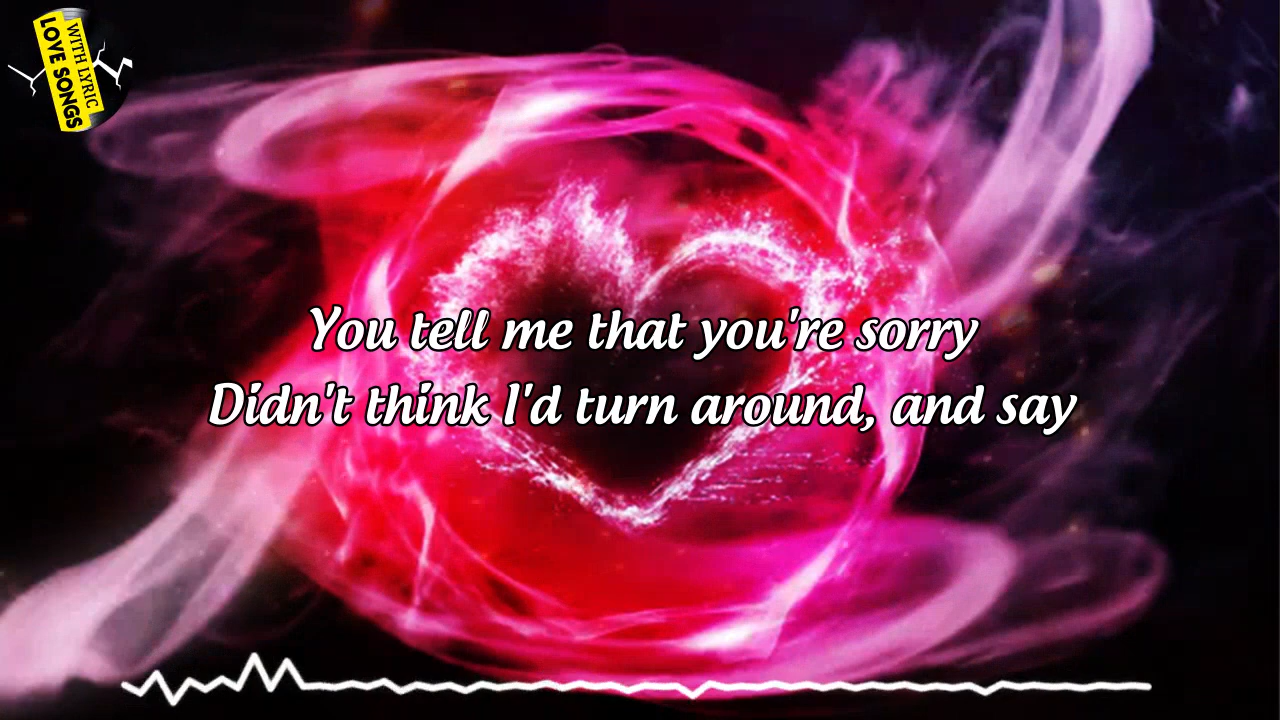 WITH LYRIC
LOVE SONGS
You tell me that you're sorry
Didn't think I'd turn around, and say